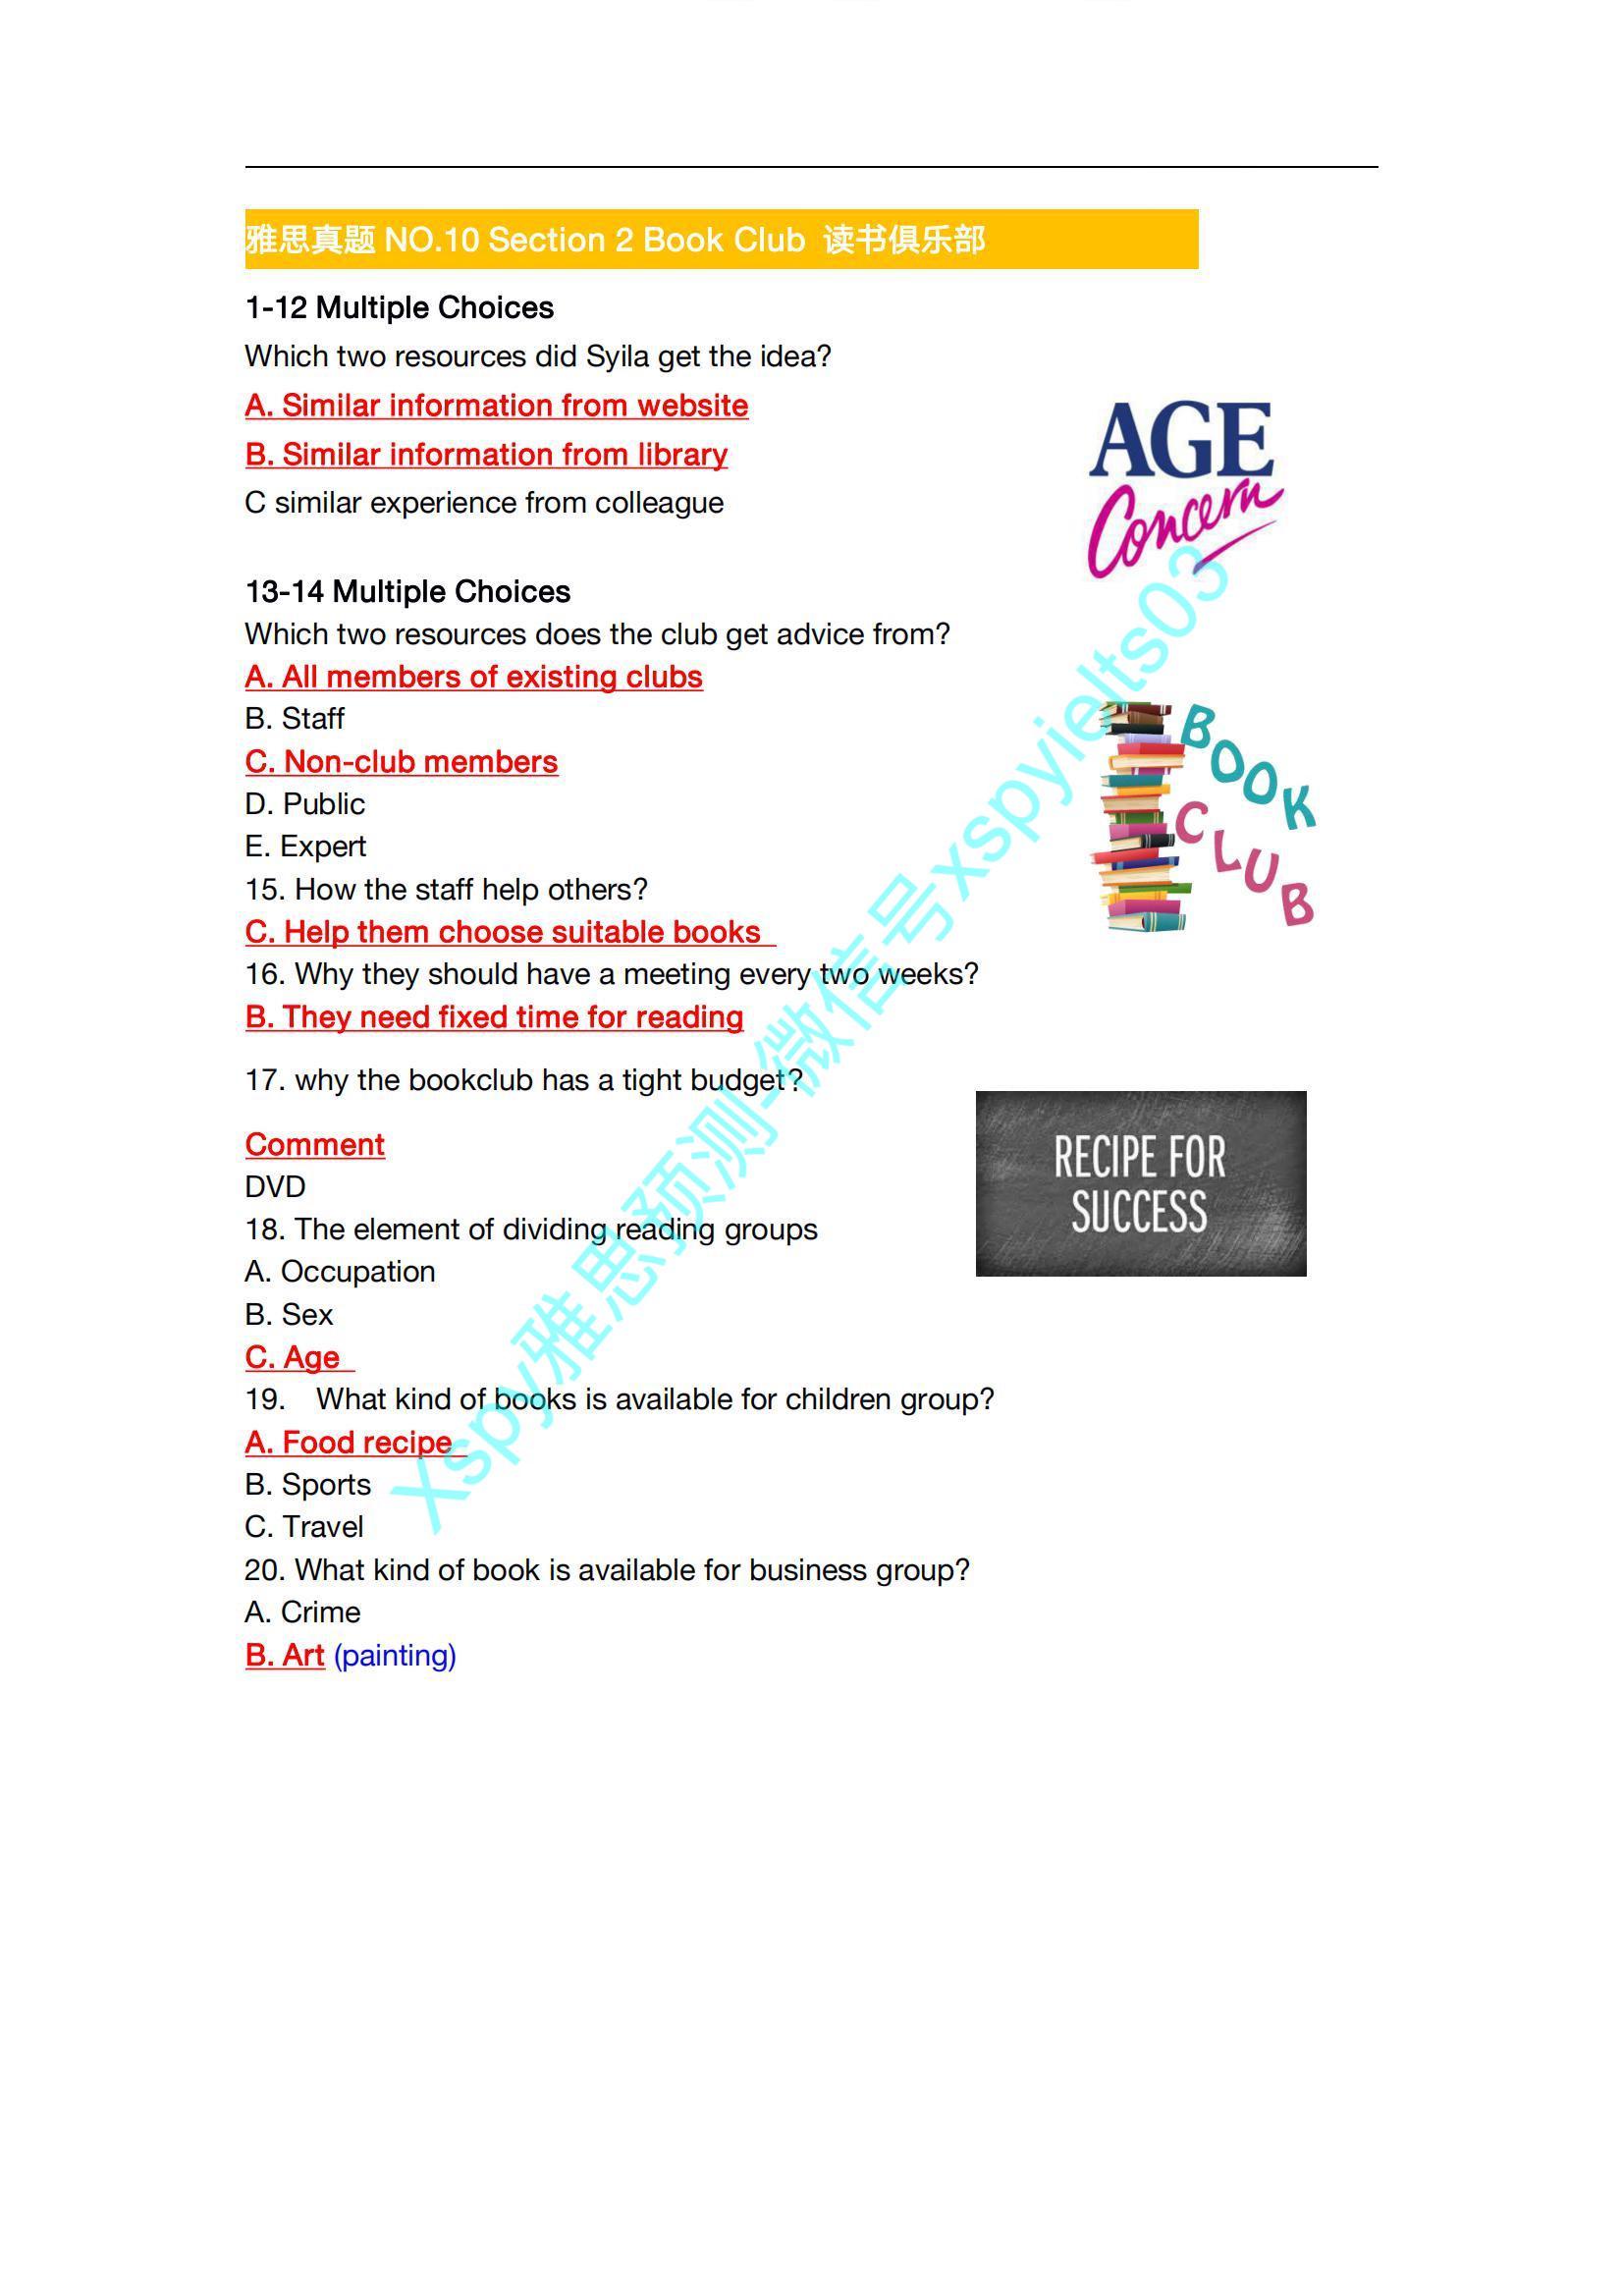 雅思真题 NO.10 Section 2 Book Club 读书俱乐部
1-12 Multiple Choices
Which two resources did Syila get the idea?
A. Similar information from website
B. Similar information from library
C similar experience from colleague
AGE
Concern
13-14 Multiple Choices
Which two resources does the club get advice from?
A. All members of existing clubs
B. Staff
C. Non-club members
D. Public
E. Expert
BOOK
CLUB
15. How the staff help others?
C. Help them choose suitable books
16. Why they should have a meeting every two weeks?
B. They need fixed time for reading
17. why the bookclub has a tight budget?
Comment
DVD
RECIPE FOR
SUCCESS
18. The element of dividing reading groups
A. Occupation
B. Sex
C. Age
19. What kind of books is available for children group?
A. Food recipe
B. Sports
C. Travel
20. What kind of book is available for business group?
A. Crime
B. Art (painting)
Xspy雅思预测-微信号xspyielts03